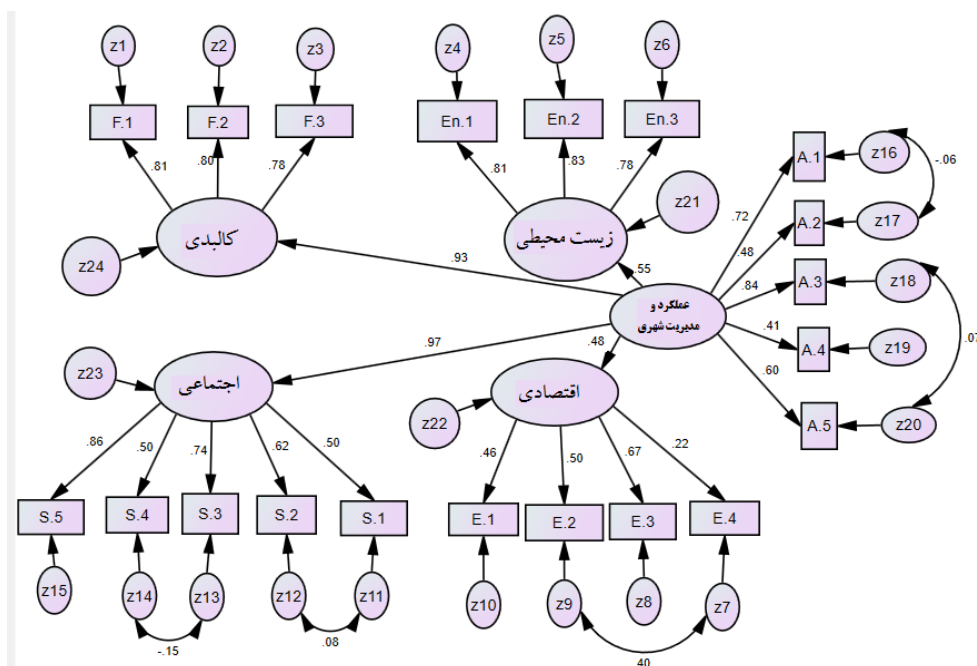 z1
z2
z3
z4
z5
z6
F.1
F.2
F.3
En.1
En.2
En.3
.81
.80
.78
.81
.83
.78
A.1
z16
-.06
A.2
z17
A.3
z18
A.4
z19
.07
A.5
z20
.72
.48
.84
.41
.60
z21
زیست محیطی
کالبدی
z24
.93
.55
عملکرد و
مدیریت شهری
.97
.48
z23
اجتماعی
z22
اقتصادی
.86
.50
.74
.62
.50
.46
.50
.67
.22
S.5
S.4
S.3
S.2
S.1
E.1
E.2
E.3
E.4
z15
z14
z13
z12
z11
z10
z9
z8
z7
-.15
.08
.40